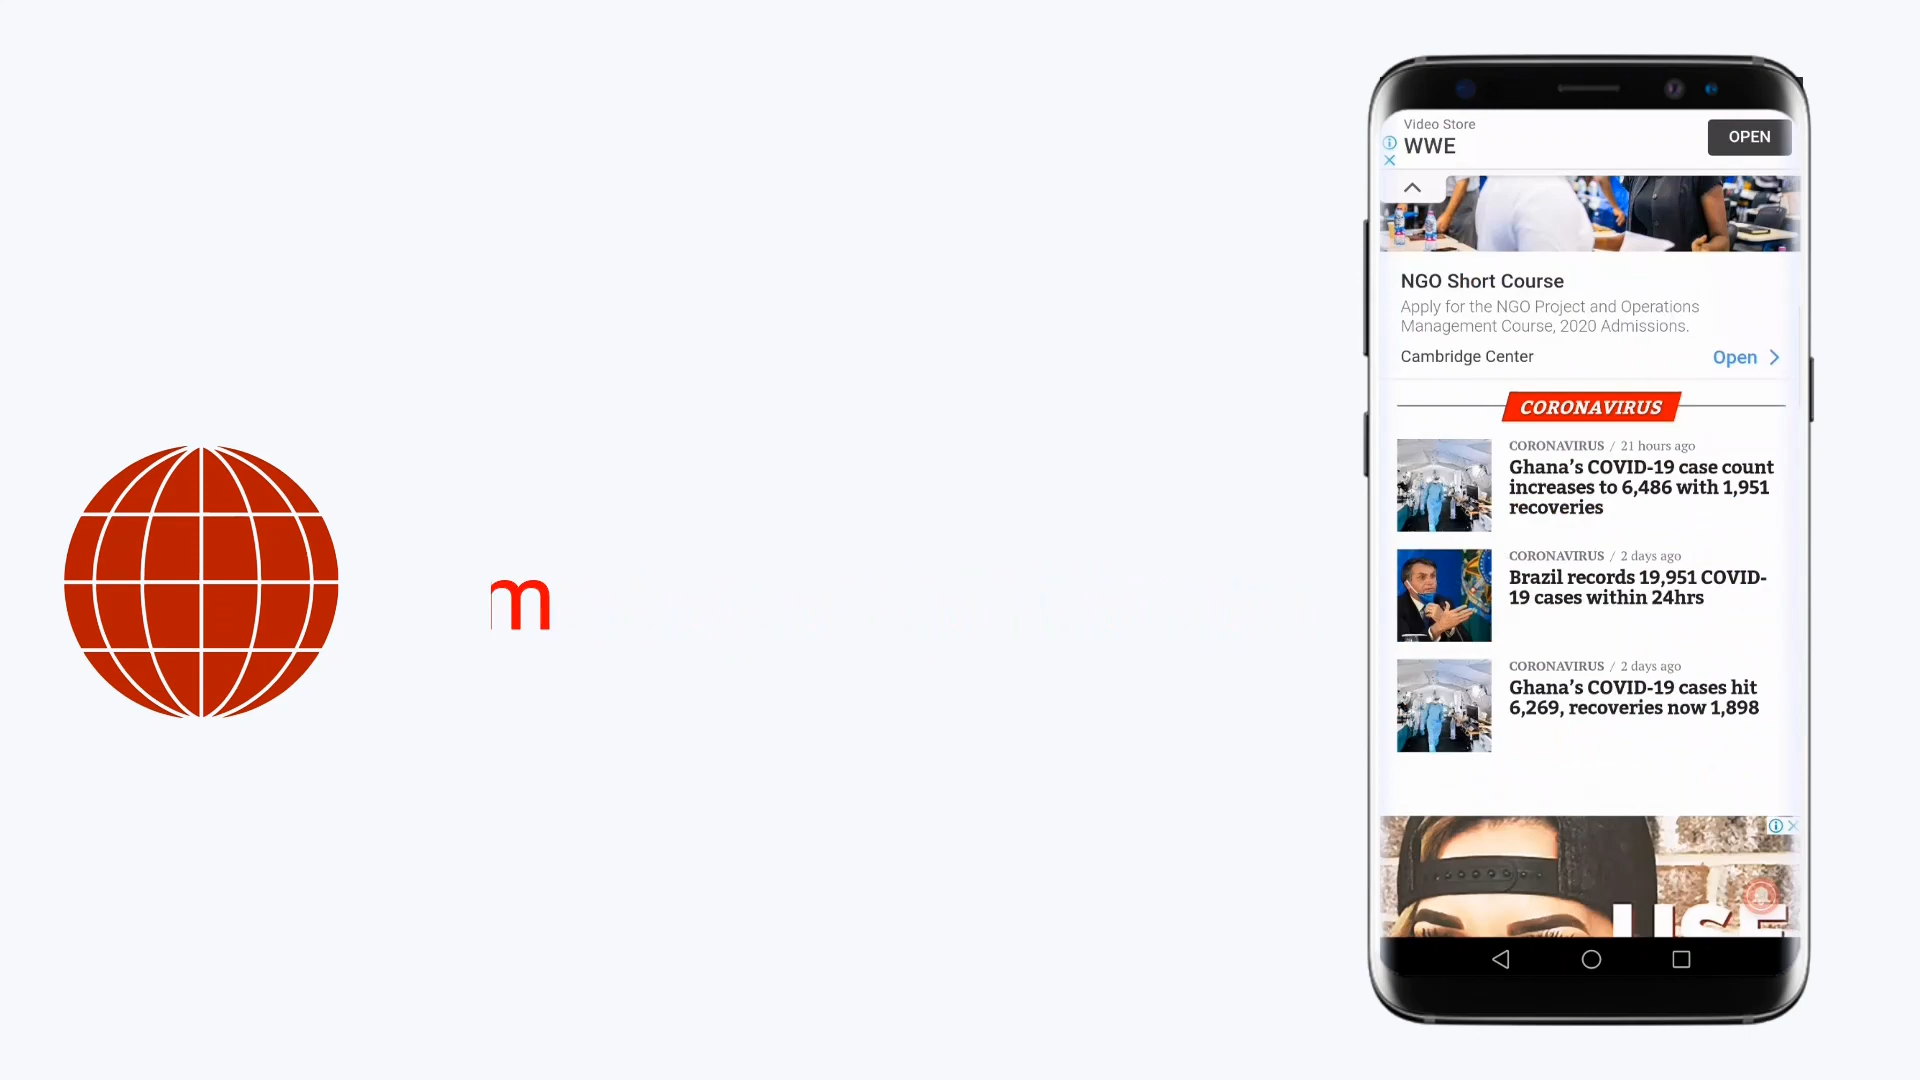 m
Video Store
WWE
OPEN
NGO Short Course
Apply for the NGO Project and Operations
Management Course, 2020 Admissions.
Cambridge Center
Open
CORONAVIRUS
CORONAVIRUS / 21 hours ago
Ghana’s COVID-19 case count
increases to 6,486 with 1,951
recoveries
CORONAVIRUS / 2 days ago
Brazil records 19,951 COVID-
19 cases within 24hrs
CORONAVIRUS / 2 days ago
Ghana’s COVID-19 cases hit
6,269, recoveries now 1,898
USE